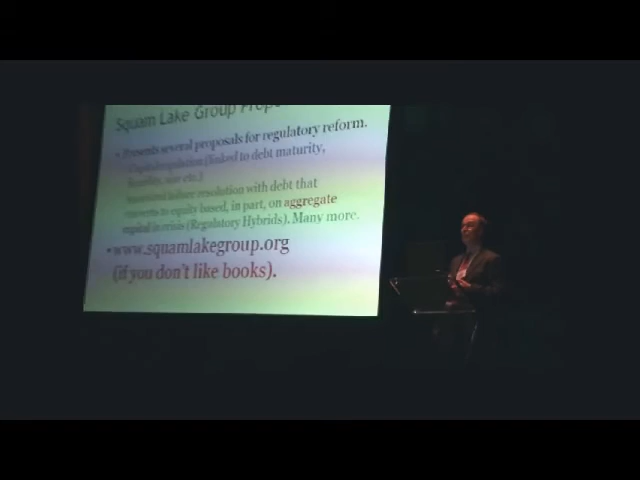 Squam Lake Group
• Presents several proposals for regulatory reform.
Capital regulation (linked to debt maturity,
etc.)
failure resolution with debt that
converts to equity based, in part, on aggregate
capital in crisis (Regulatory Hybrids). Many more.
• www.squamlakegroup.org
(if you don't like books).